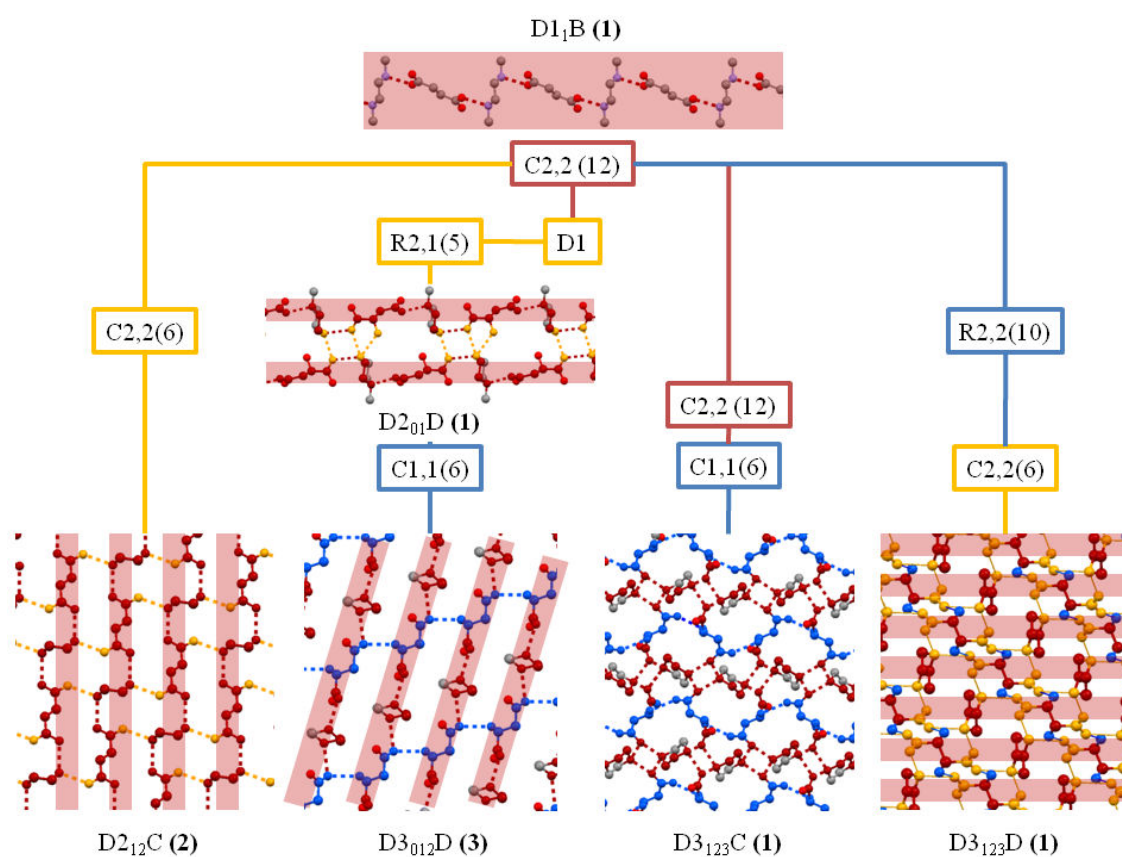 D1₁B (1)
C2,2 (12)
R2,1(5)
D1
C2,2(6)
R2,2(10)
D2₀₁D (1)
C2,2 (12)
C1,1(6)
C1,1(6)
C2,2(6)
D2₁₂C (2)
D3₀₁₂D (3)
D3₁₂₃C (1)
D3₁₂₃D (1)